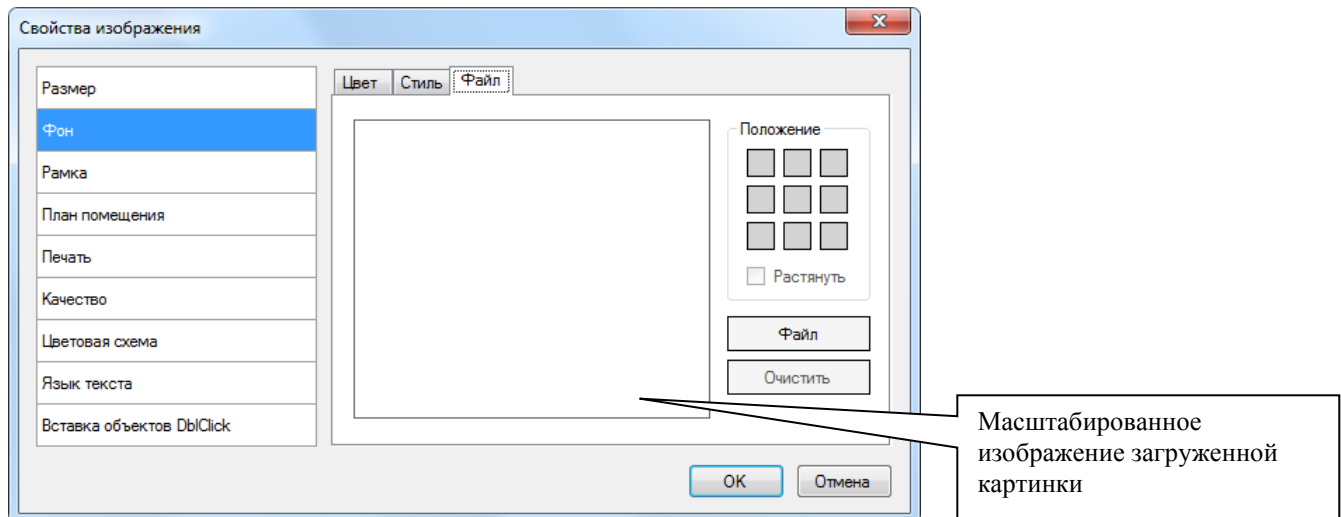 Свойства изображения
Размер
Фон
Рамка
План помещения
Печать
Качество
Цветовая схема
Язык текста
Вставка объектов DblClick
Цвет Стиль Файл
Положение
Растянуть
Файл
Очистить
OK Отмена
Масштабированное
изображение загруженной
картинки